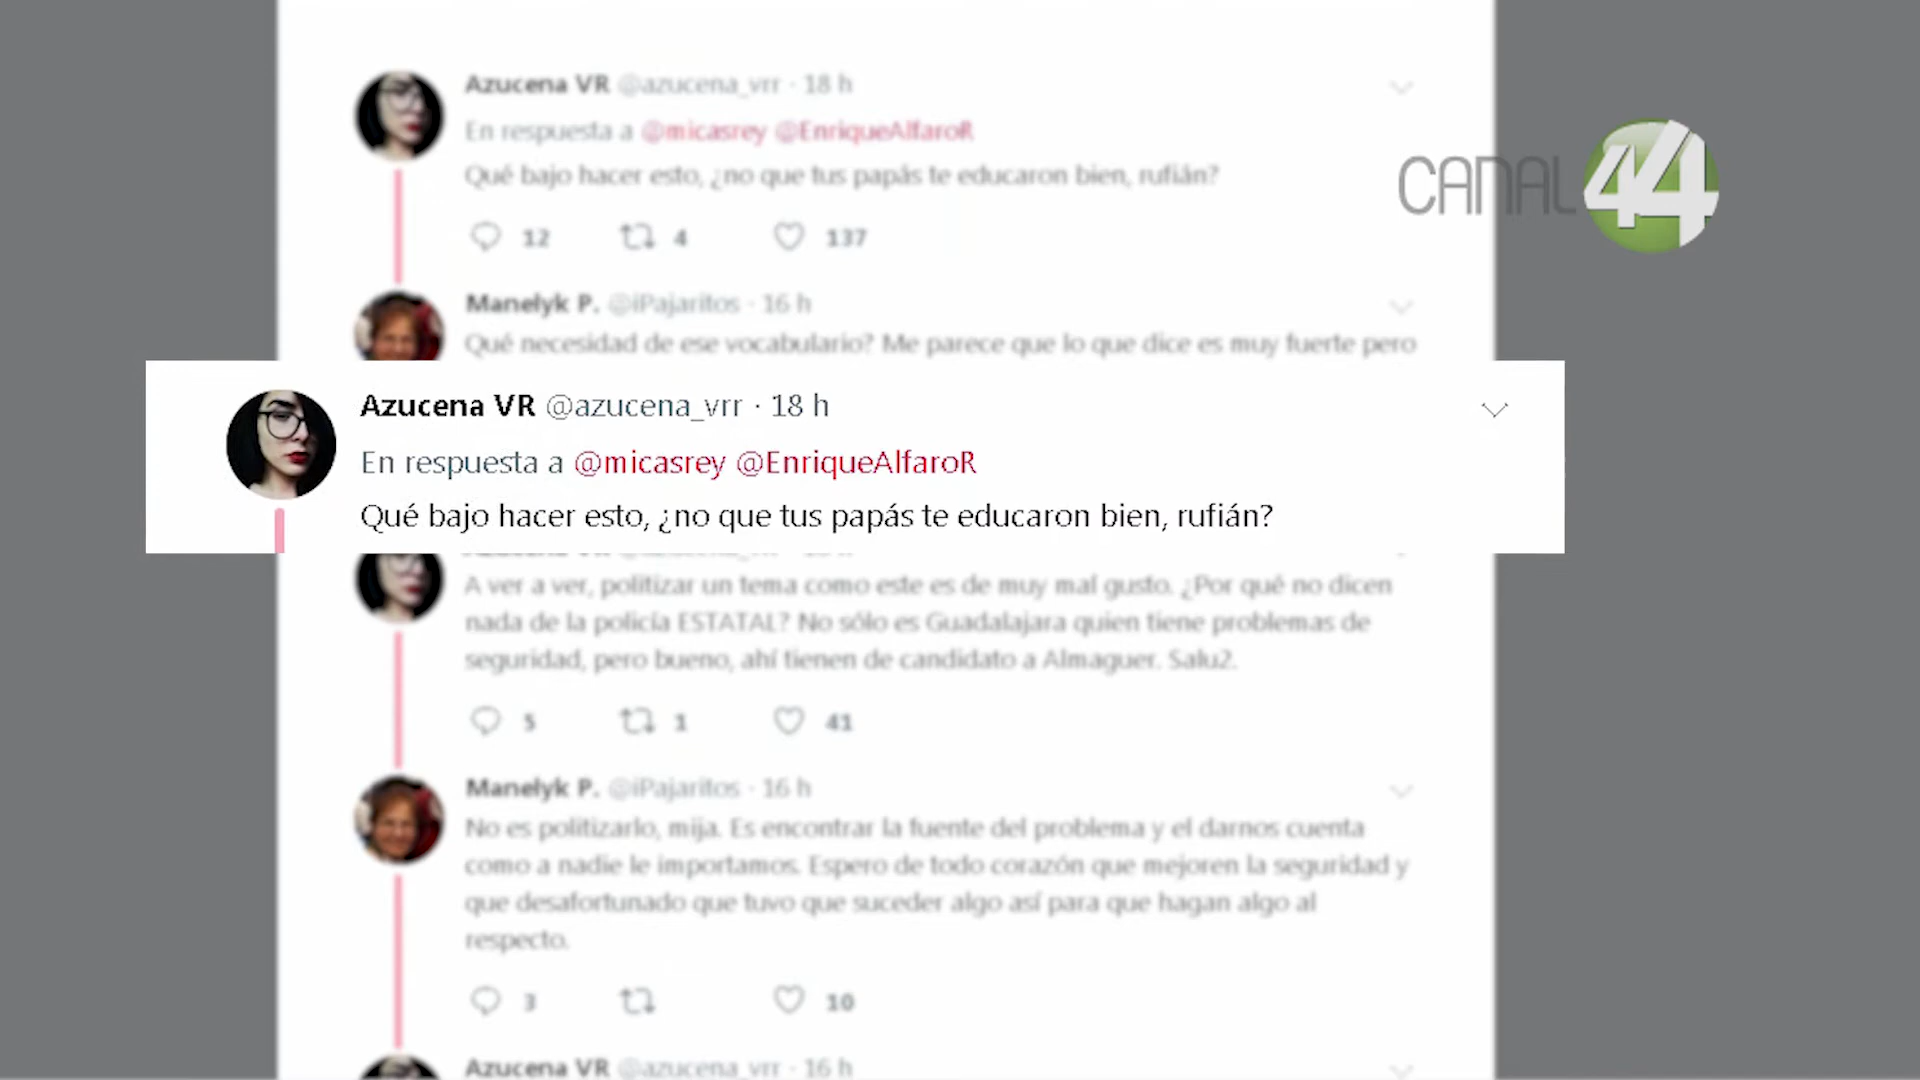 Azucena VR @azucena_vrr · 18 h
En respuesta a @micasrey @EnriqueAlfaroR
Qué bajo hacer esto, ¿no que tus papás te educaron bien, rufián?
12 4 137
CANAL 44
Manelyk P. @iPajaritos · 16 h
Qué necesidad de ese vocabulario? Me parece que lo que dice es muy fuerte pero
Azucena VR @azucena_vrr · 18 h
En respuesta a @micasrey @EnriqueAlfaroR
Qué bajo hacer esto, ¿no que tus papás te educaron bien, rufián?
A ver a ver, politizar un tema como este es de muy mal gusto. ¿Por qué no dicen
nada de la policía ESTATAL? No sólo es Guadalajara quien tiene problemas de
seguridad, pero bueno, ahí tienen de candidato a Almaguer. Salu2.
5 1 41
Manelyk P. @iPajaritos · 16 h
No es politizarlo, mija. Es encontrar la fuente del problema y el darnos cuenta
como a nadie le importamos. Espero de todo corazón que mejoren la seguridad y
que desafortunado que tuvo que suceder algo así para que hagan algo al
respecto.
3 10
Azucena VR @azucena_vrr · 16 h